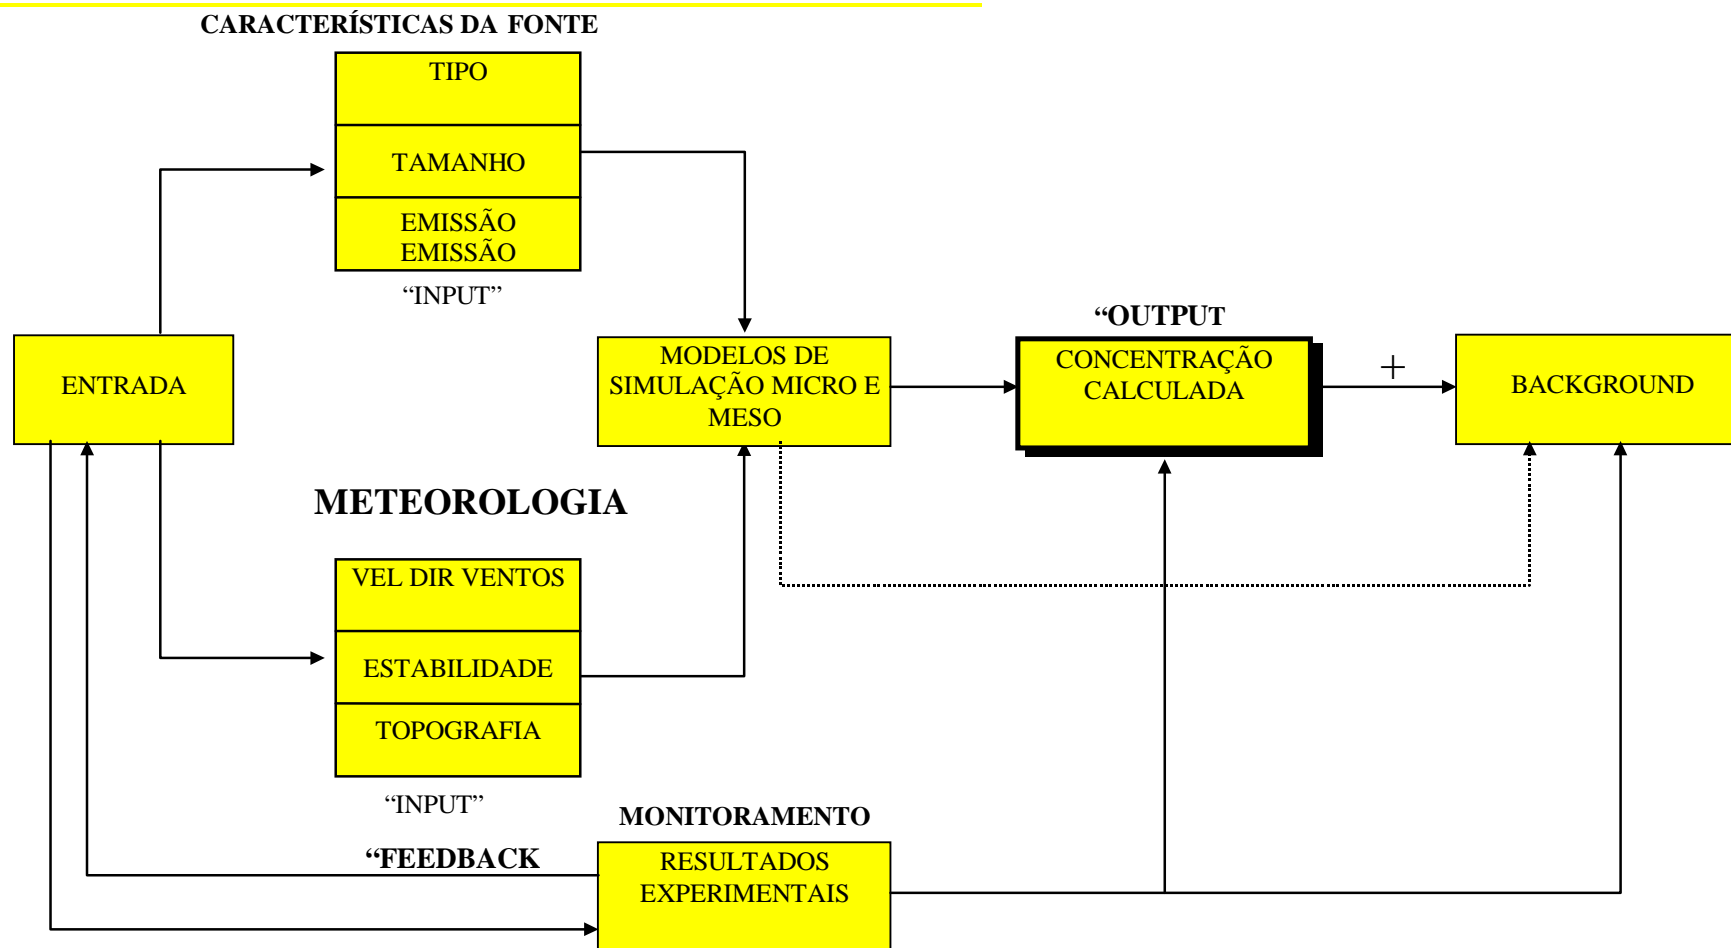 CARACTERÍSTICAS DA FONTE
TIPO
TAMANHO
EMISSÃO
EMISSÃO
“INPUT”
ENTRADA
MODELOS DE
SIMULAÇÃO MICRO E
MESO
“OUTPUT
CONCENTRAÇÃO
CALCULADA
+
BACKGROUND
METEOROLOGIA
VEL DIR VENTOS
ESTABILIDADE
TOPOGRAFIA
“INPUT”
MONITORAMENTO
“FEEDBACK
RESULTADOS
EXPERIMENTAIS